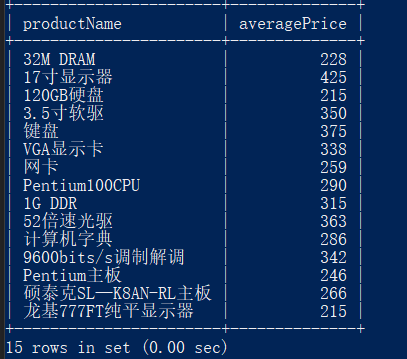 productName averagePrice
32M DRAM 228
17寸显示器 425
120GB硬盘 215
3.5寸软驱 350
键盘 375
VGA显示卡 338
网卡 259
Pentium100CPU 290
1G DDR 315
52倍速光驱 363
计算机字典 286
9600bits/s调制解调 342
Pentium主板 246
硕泰克SL—K8AN-RL主板 266
龙基777FT纯平显示器 215
15 rows in set (0.00 sec)